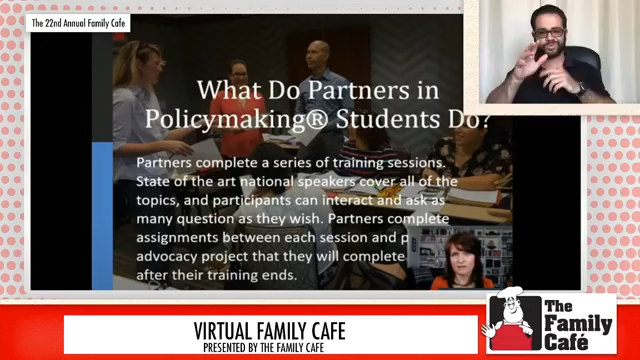 The 22nd Annual Family Cafe
What Do Partners in
Policymaking® Students Do?
Partners complete a series of training sessions.
State of the art national speakers cover all of the
topics, and participants can interact and ask as
many question as they wish. Partners complete
assignments between each session and p
advocacy project that they will complete
after their training ends.
VIRTUAL FAMILY CAFE
PRESENTED BY THE FAMILY CAFE
The
Family
Café